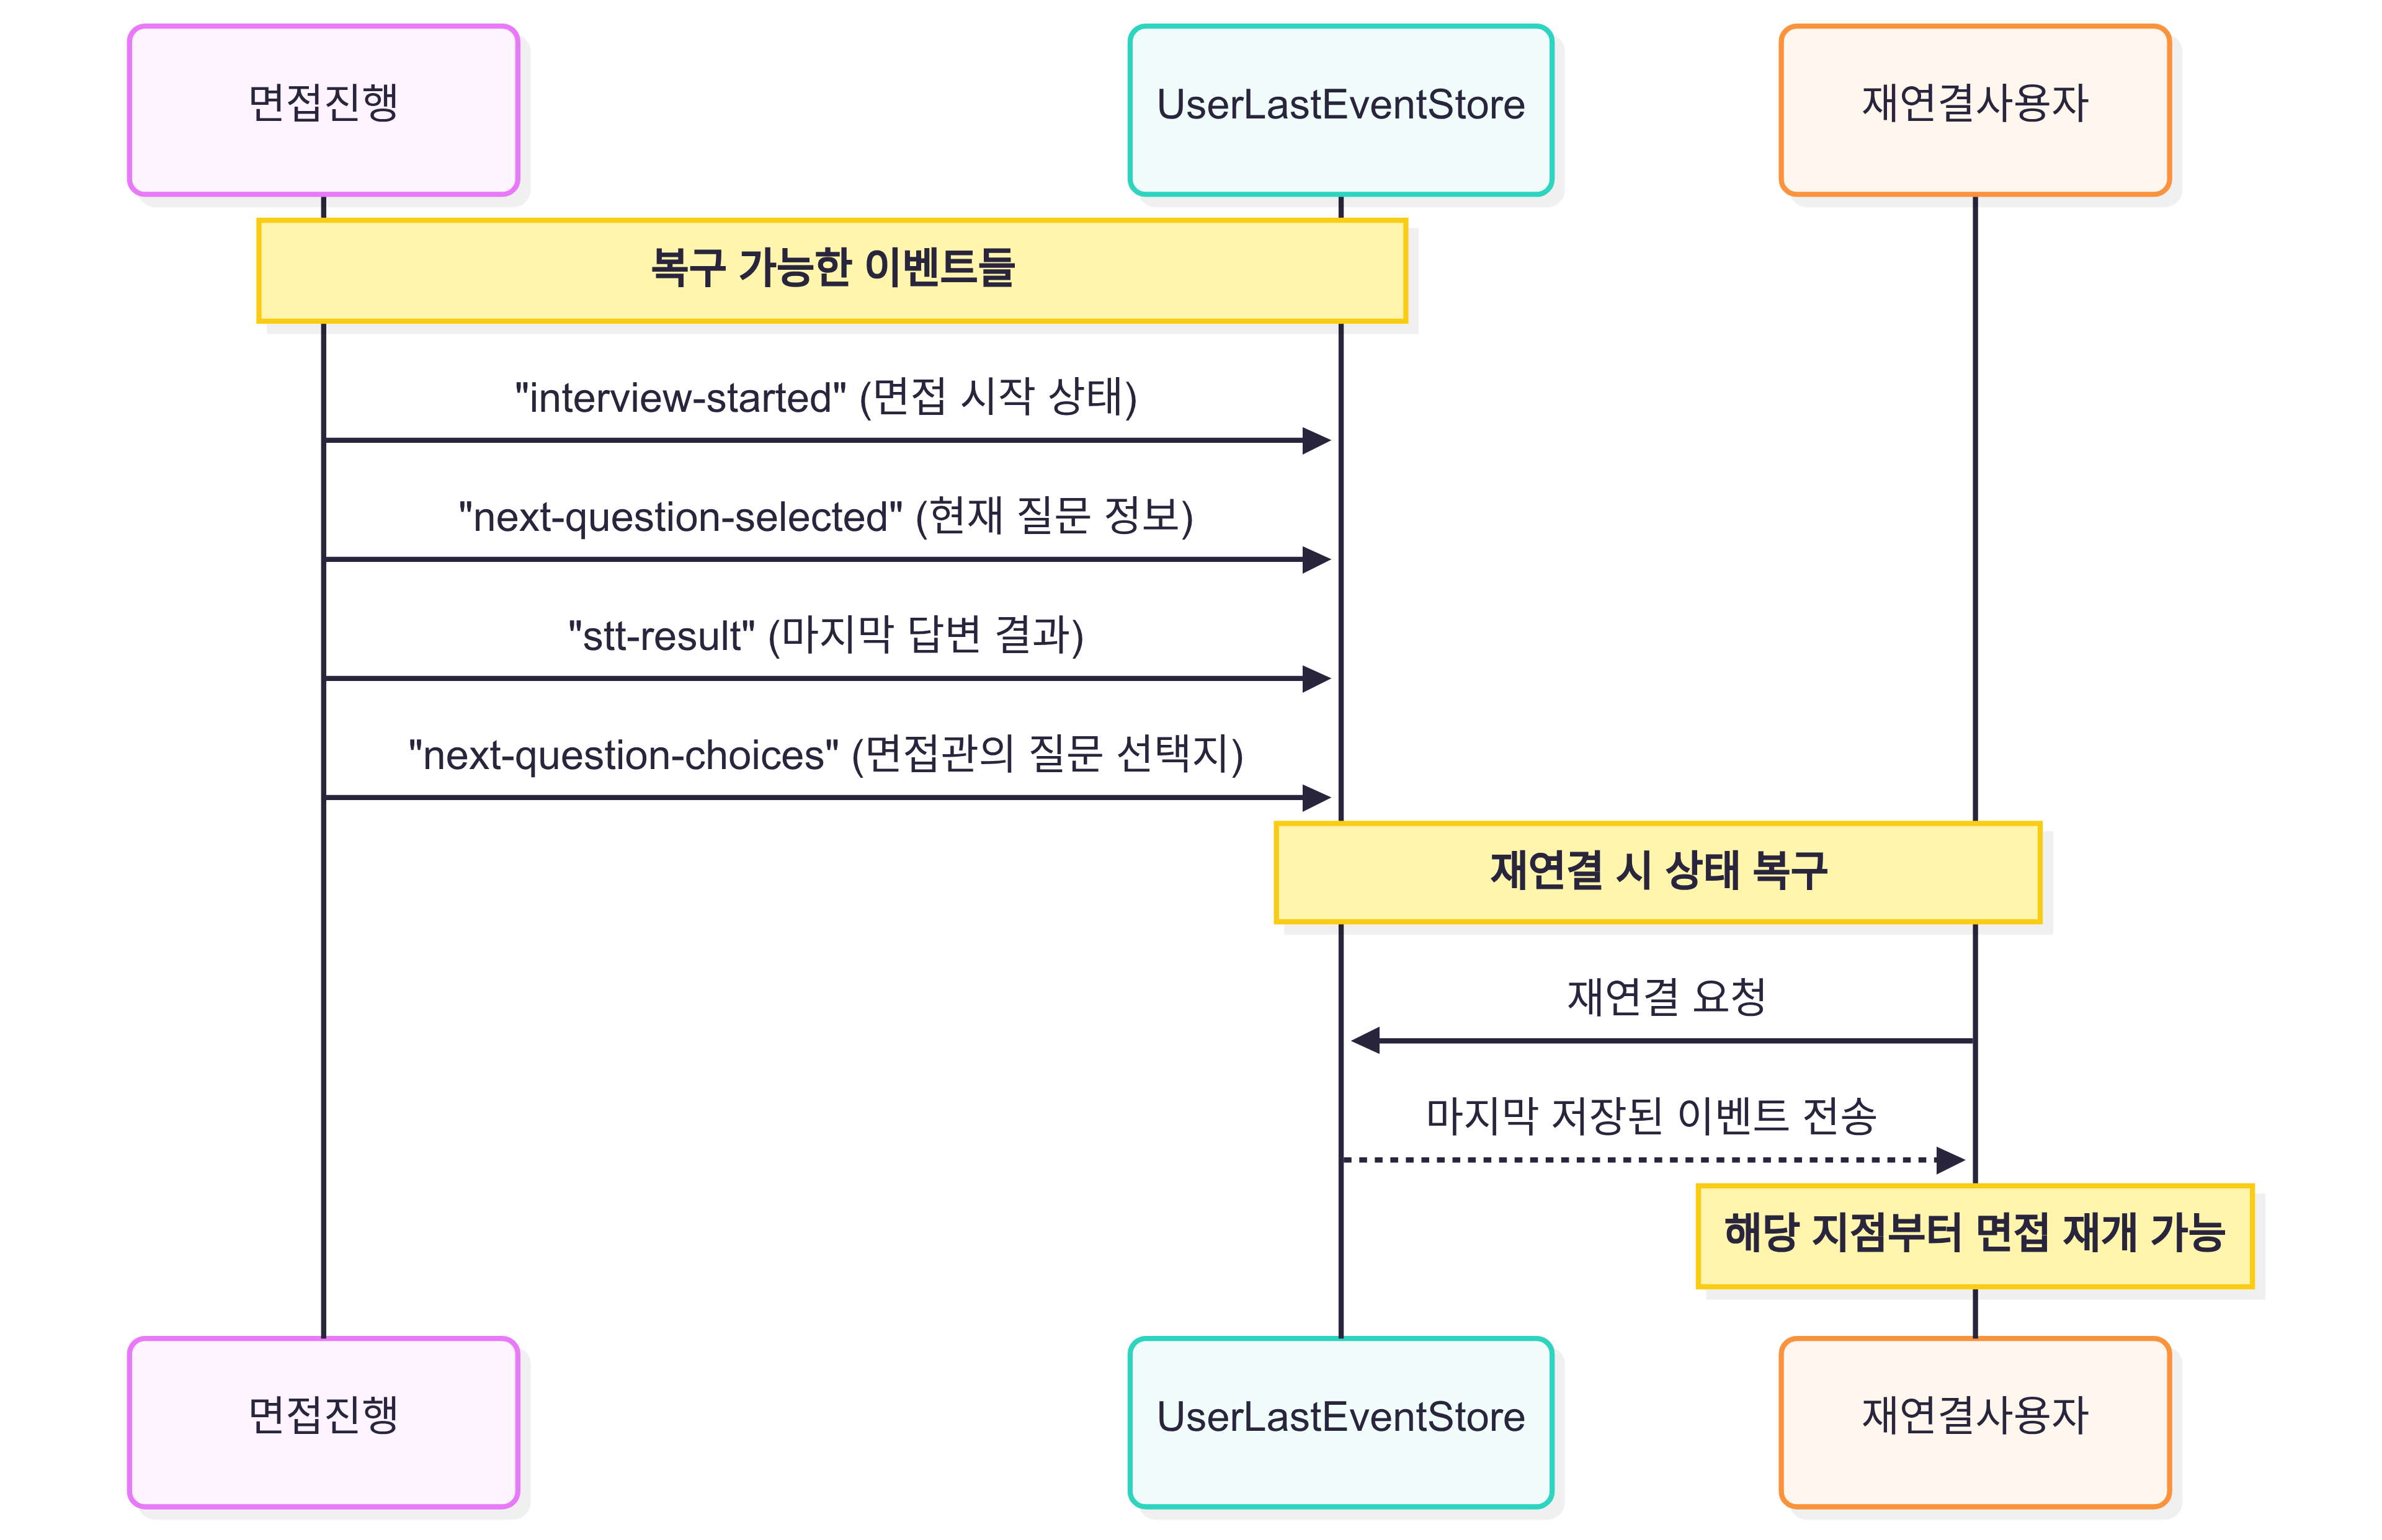 면접진행
UserLastEventStore
재연결사용자
복구 가능한 이벤트들
"interview-started" (면접 시작 상태)
"next-question-selected" (현재 질문 정보)
"stt-result" (마지막 답변 결과)
"next-question-choices" (면접관의 질문 선택지)
재연결 시 상태 복구
재연결 요청
마지막 저장된 이벤트 전송
해당 지점부터 면접 재개 가능
면접진행
UserLastEventStore
재연결사용자